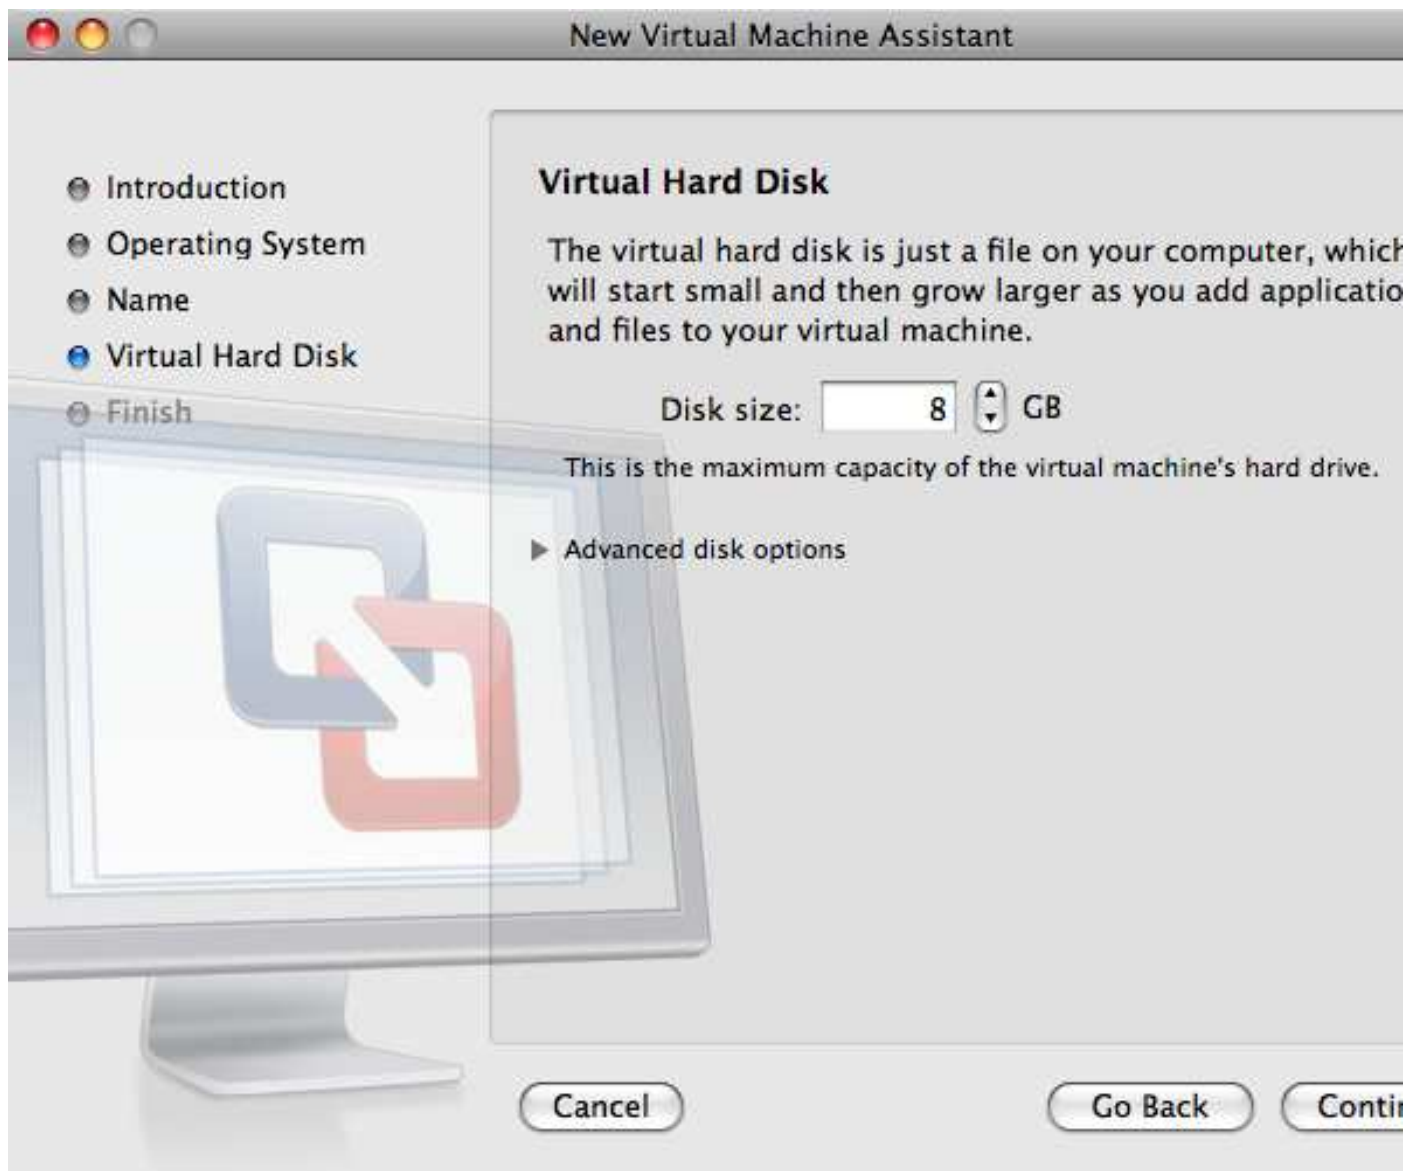 New Virtual Machine Assistant
Introduction
Operating System
Name
Virtual Hard Disk
Finish
Virtual Hard Disk
The virtual hard disk is just a file on your computer, which
will start small and then grow larger as you add applicatio
and files to your virtual machine.
Disk size: 8 GB
This is the maximum capacity of the virtual machine's hard drive.
Advanced disk options
Cancel
Go Back
Contin